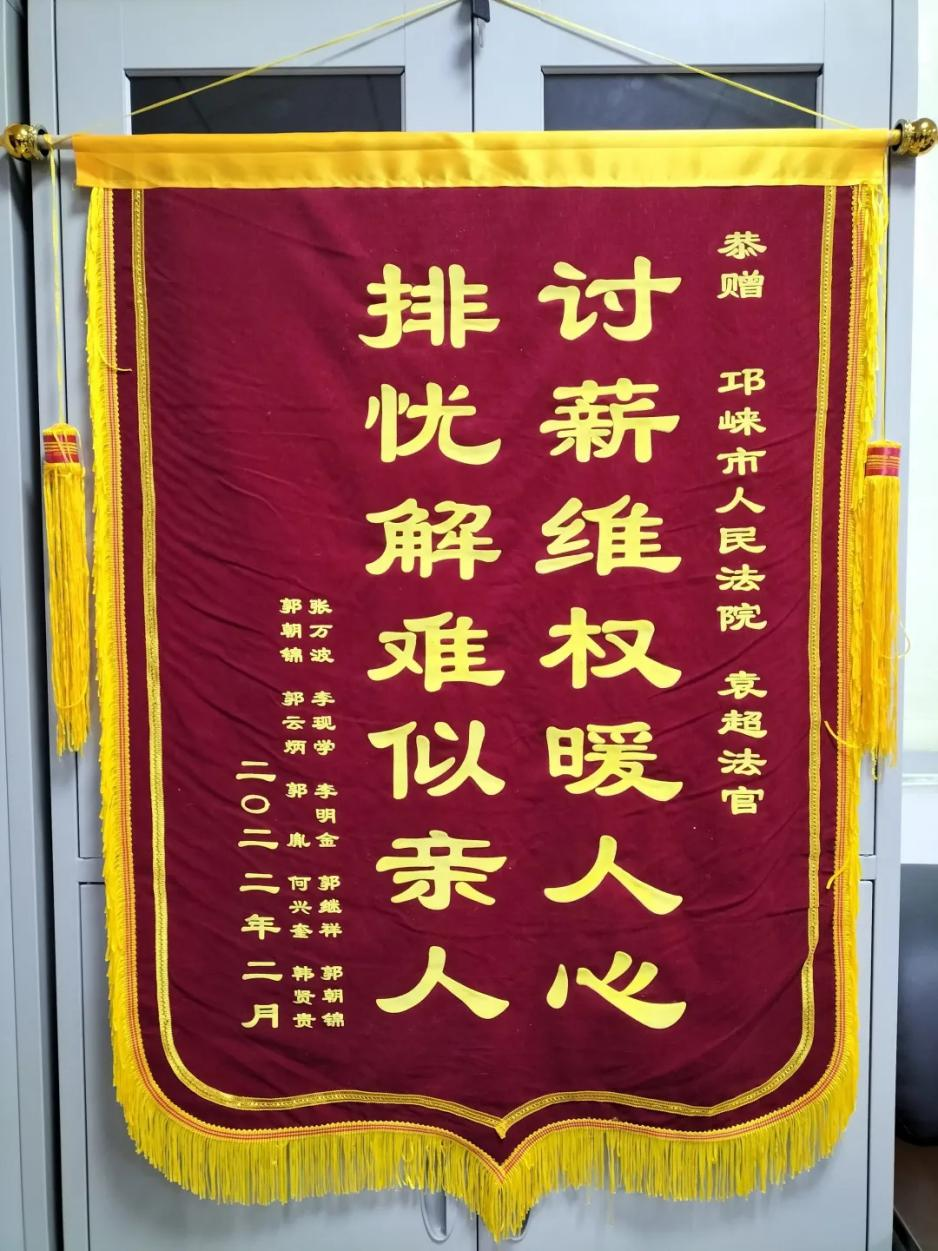 恭赠 邛崃市人民法院 袁超法官
讨薪维权暖人心
排忧解难似亲人
张万波 李现学 李明金 郭继祥 郭朝锦
郭朝锦 郭云炳 郭胤 何兴奎 韩贤贵
二〇二二年二月